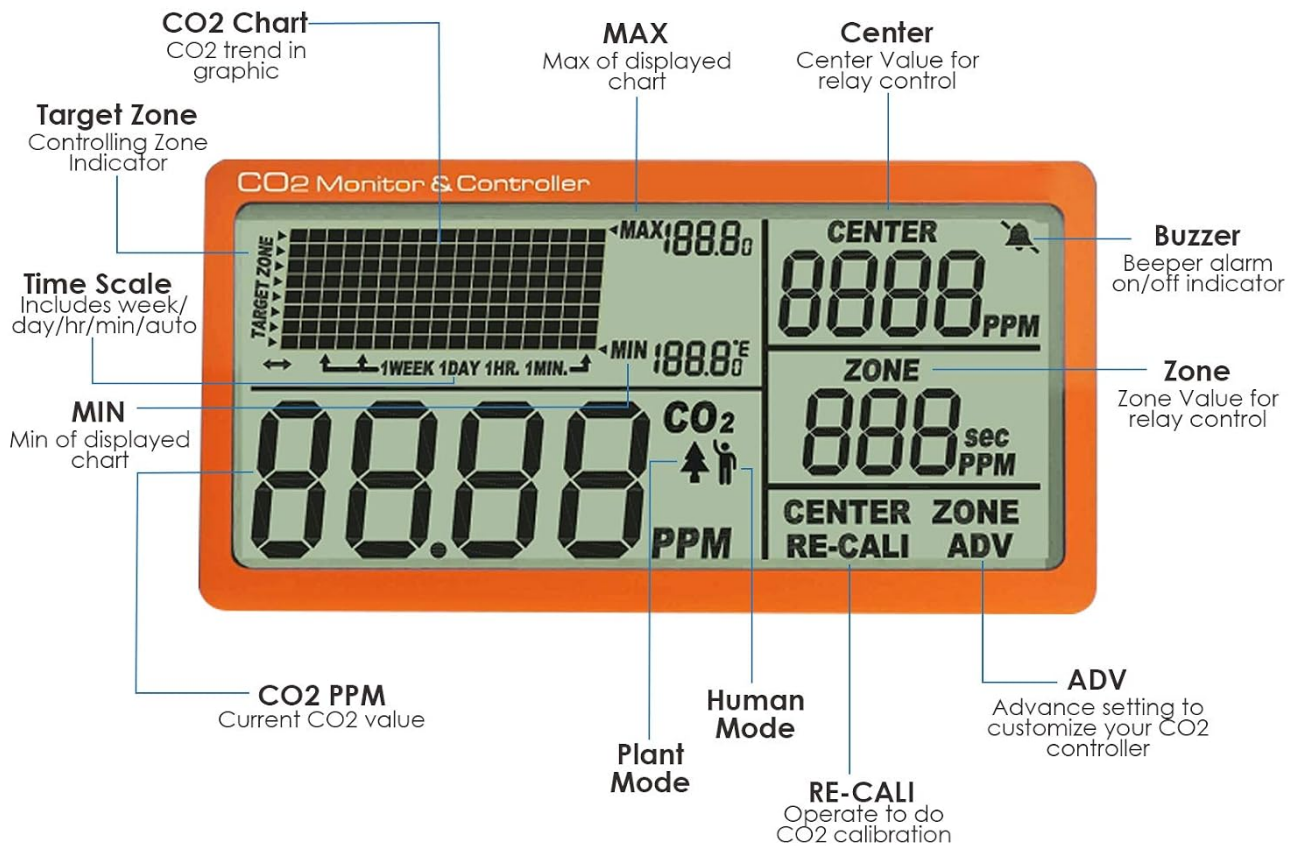 CO2 Chart
CO2 trend in
graphic
MAX
Max of displayed
chart
Center
Center Value for
relay control
Target Zone
Controlling Zone
Indicator
Time Scale
Includes week/
day/hr/min/auto
MIN
Min of displayed
chart
CO2 Monitor & Controller
TARGET ZONE
MAX 188.80
MIN 188.8°E
1WEEK 1DAY 1HR. 1MIN.
88.88
CO2
PPM
CENTER
8888 PPM
ZONE
888 sec
PPM
CENTER ZONE
RE-CALI ADV
Buzzer
Beeper alarm
on/off indicator
Zone
Zone Value for
relay control
CO2 PPM
Current CO2 value
Plant
Mode
Human
Mode
RE-CALI
Operate to do
CO2 calibration
ADV
Advance setting to
customize your CO2
controller